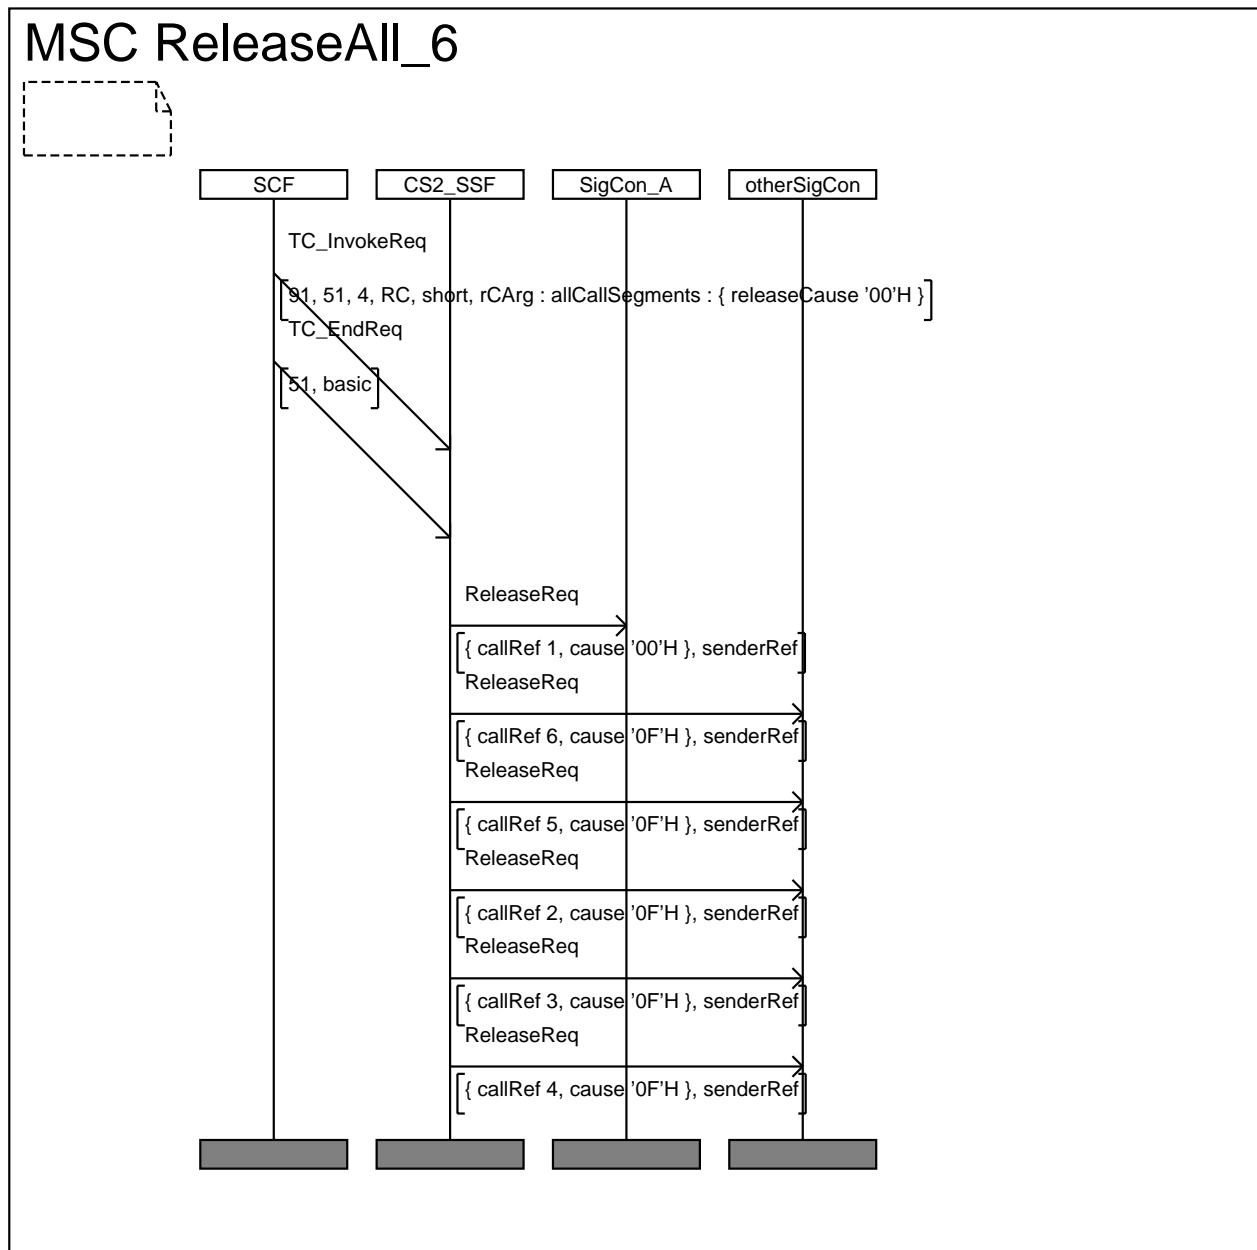 MSC ReleaseAll_6
SCF
CS2_SSF
SigCon_A
otherSigCon
TC_InvokeReq
91, 51, 4, RC, short, rCArg : allCallSegments : { releaseCause '00'H }
TC_EndReq
51, basic
ReleaseReq
{ callRef 1, cause '00'H }, senderRef
ReleaseReq
{ callRef 6, cause '0F'H }, senderRef
ReleaseReq
{ callRef 5, cause '0F'H }, senderRef
ReleaseReq
{ callRef 2, cause '0F'H }, senderRef
ReleaseReq
{ callRef 3, cause '0F'H }, senderRef
ReleaseReq
{ callRef 4, cause '0F'H }, senderRef